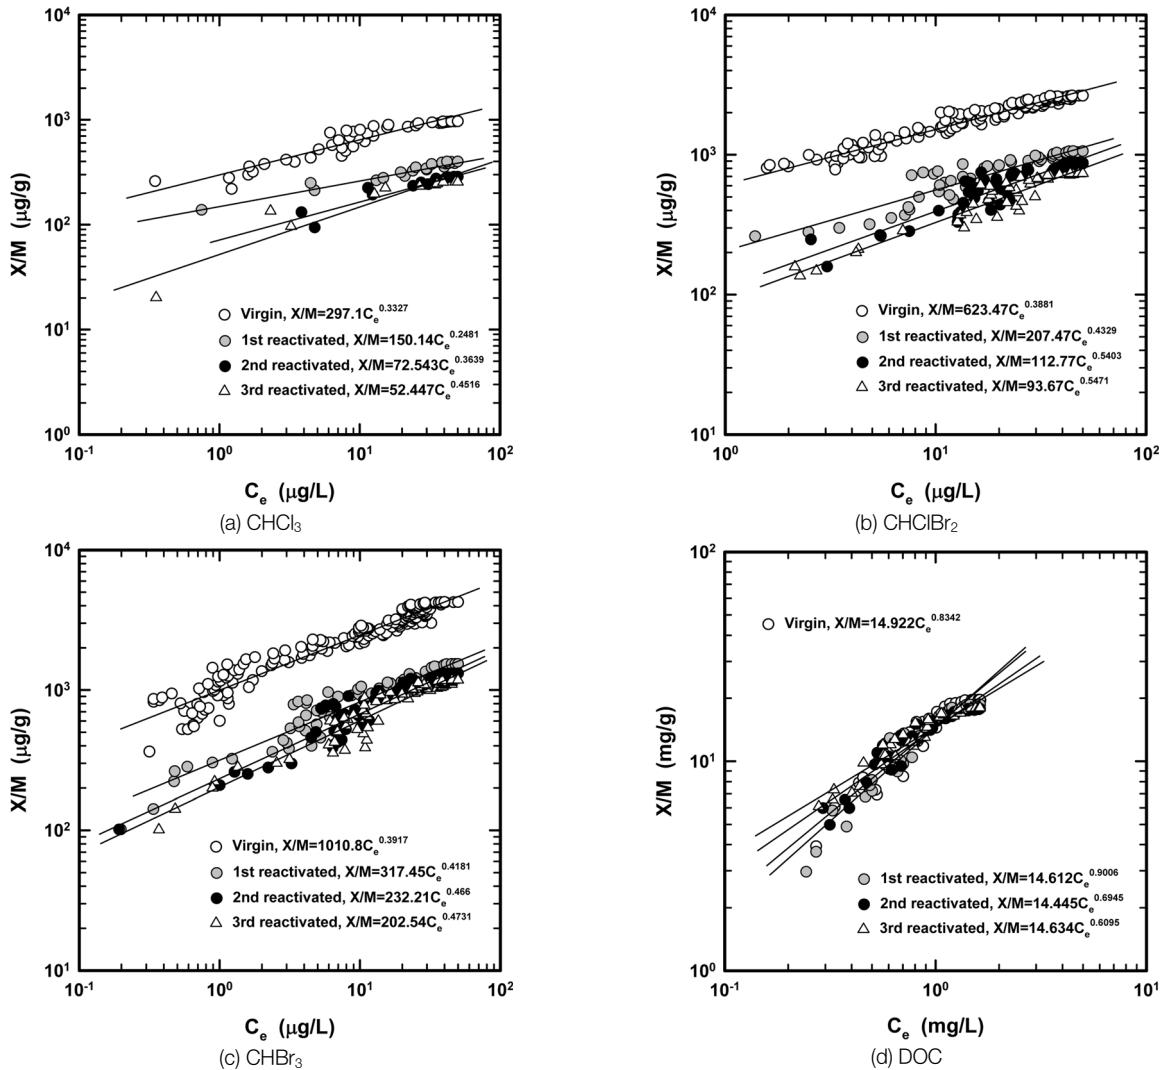 10⁴
10³
10²
10¹
10⁰
X/M (μg/g)
Virgin, X/M=297.1Cₑ^0.3327
1st reactivated, X/M=150.14Cₑ^0.2481
2nd reactivated, X/M=72.543Cₑ^0.3639
3rd reactivated, X/M=52.447Cₑ^0.4516
10⁻¹ 10⁰ 10¹ 10²
Cₑ (μg/L)
(a) CHCl₃
10⁴
10³
10²
10¹
X/M (μg/g)
Virgin, X/M=623.47Cₑ^0.3881
1st reactivated, X/M=207.47Cₑ^0.4329
2nd reactivated, X/M=112.77Cₑ^0.5403
3rd reactivated, X/M=93.67Cₑ^0.5471
10⁰ 10¹ 10²
Cₑ (μg/L)
(b) CHClBr₂
10⁴
10³
10²
10¹
X/M (μg/g)
Virgin, X/M=1010.8Cₑ^0.3917
1st reactivated, X/M=317.45Cₑ^0.4181
2nd reactivated, X/M=232.21Cₑ^0.466
3rd reactivated, X/M=202.54Cₑ^0.4731
10⁻¹ 10⁰ 10¹ 10²
Cₑ (μg/L)
(c) CHBr₃
10²
10¹
10⁰
X/M (mg/g)
Virgin, X/M=14.922Cₑ^0.8342
1st reactivated, X/M=14.612Cₑ^0.9006
2nd reactivated, X/M=14.445Cₑ^0.6945
3rd reactivated, X/M=14.634Cₑ^0.6095
10⁻¹ 10⁰ 10¹
Cₑ (mg/L)
(d) DOC